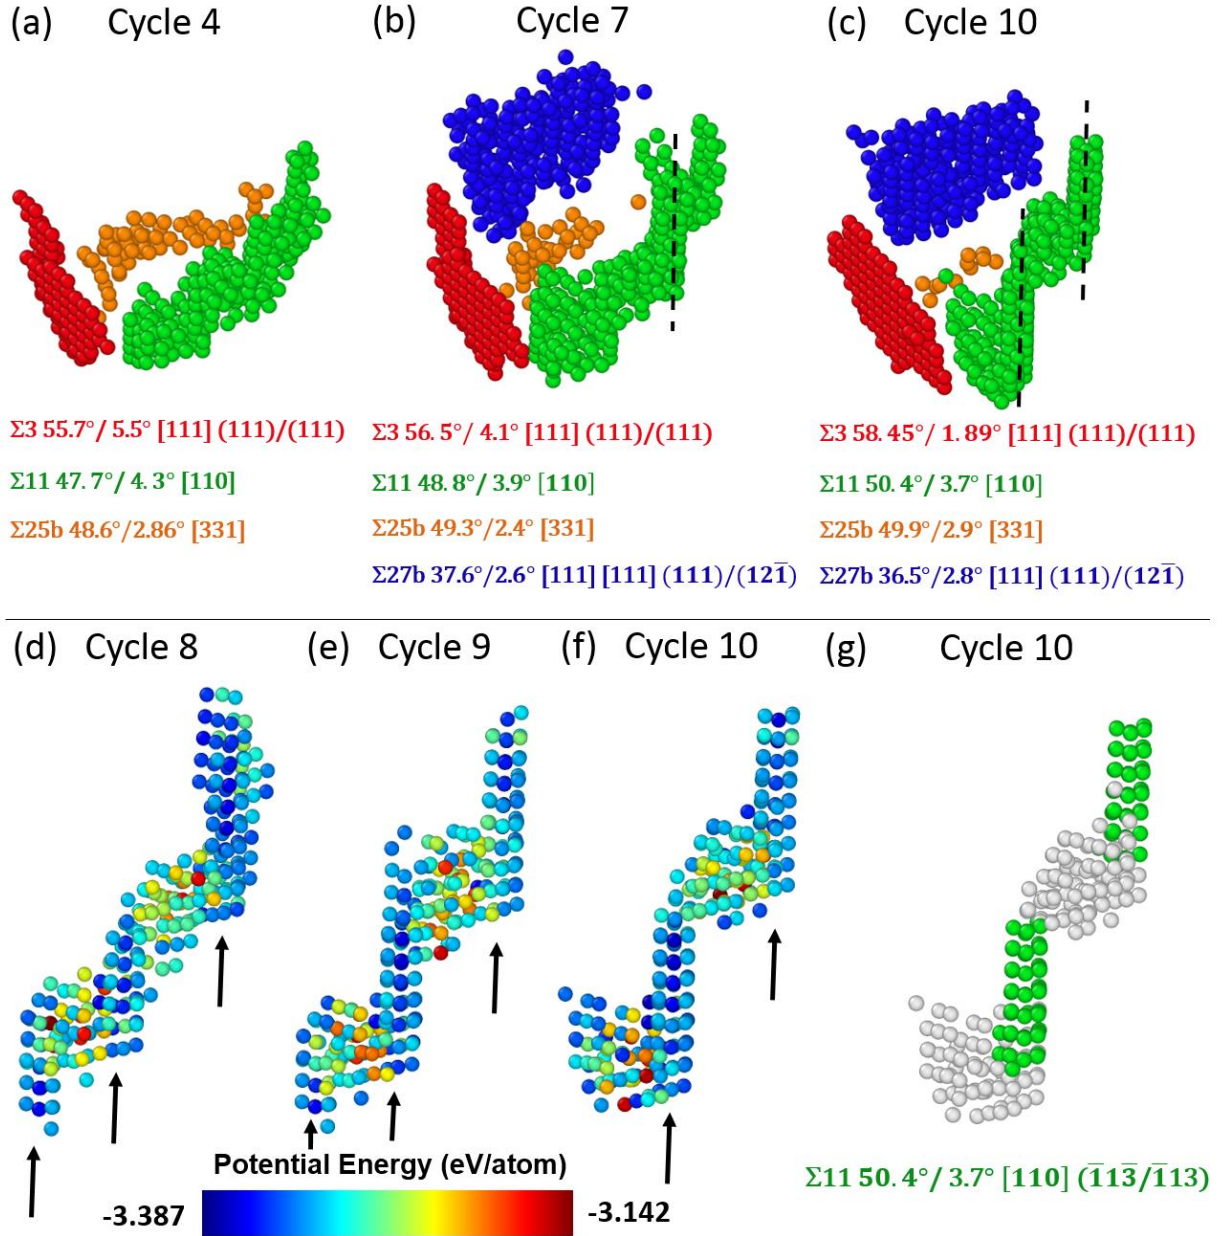 (a) Cycle 4
(b) Cycle 7
(c) Cycle 10
Σ3 55.7°/ 5.5° [111] (111)/(111)
Σ11 47.7°/ 4.3° [110]
Σ25b 48.6°/2.86° [331]
Σ3 56.5°/ 4.1° [111] (111)/(111)
Σ11 48.8°/ 3.9° [110]
Σ25b 49.3°/2.4° [331]
Σ27b 37.6°/2.6° [111] [111] (111)/(121̅)
Σ3 58.45°/ 1.89° [111] (111)/(111)
Σ11 50.4°/ 3.7° [110]
Σ25b 49.9°/2.9° [331]
Σ27b 36.5°/2.8° [111] (111)/(121̅)
(d) Cycle 8
(e) Cycle 9
(f) Cycle 10
(g) Cycle 10
Potential Energy (eV/atom)
-3.387
-3.142
Σ11 50.4°/ 3.7° [110] (1̅13̅/1̅13)